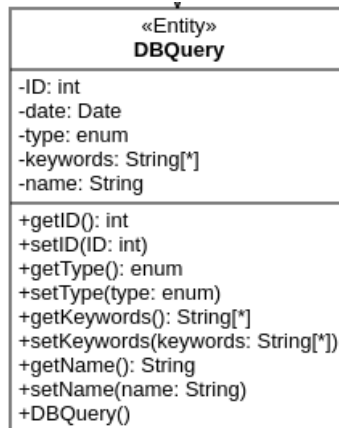 «Entity»
DBQuery
-ID: int
-date: Date
-type: enum
-keywords: String[*]
-name: String
+getID(): int
+setID(ID: int)
+getType(): enum
+setType(type: enum)
+getKeywords(): String[*]
+setKeywords(keywords: String[*])
+getName(): String
+setName(name: String)
+DBQuery()